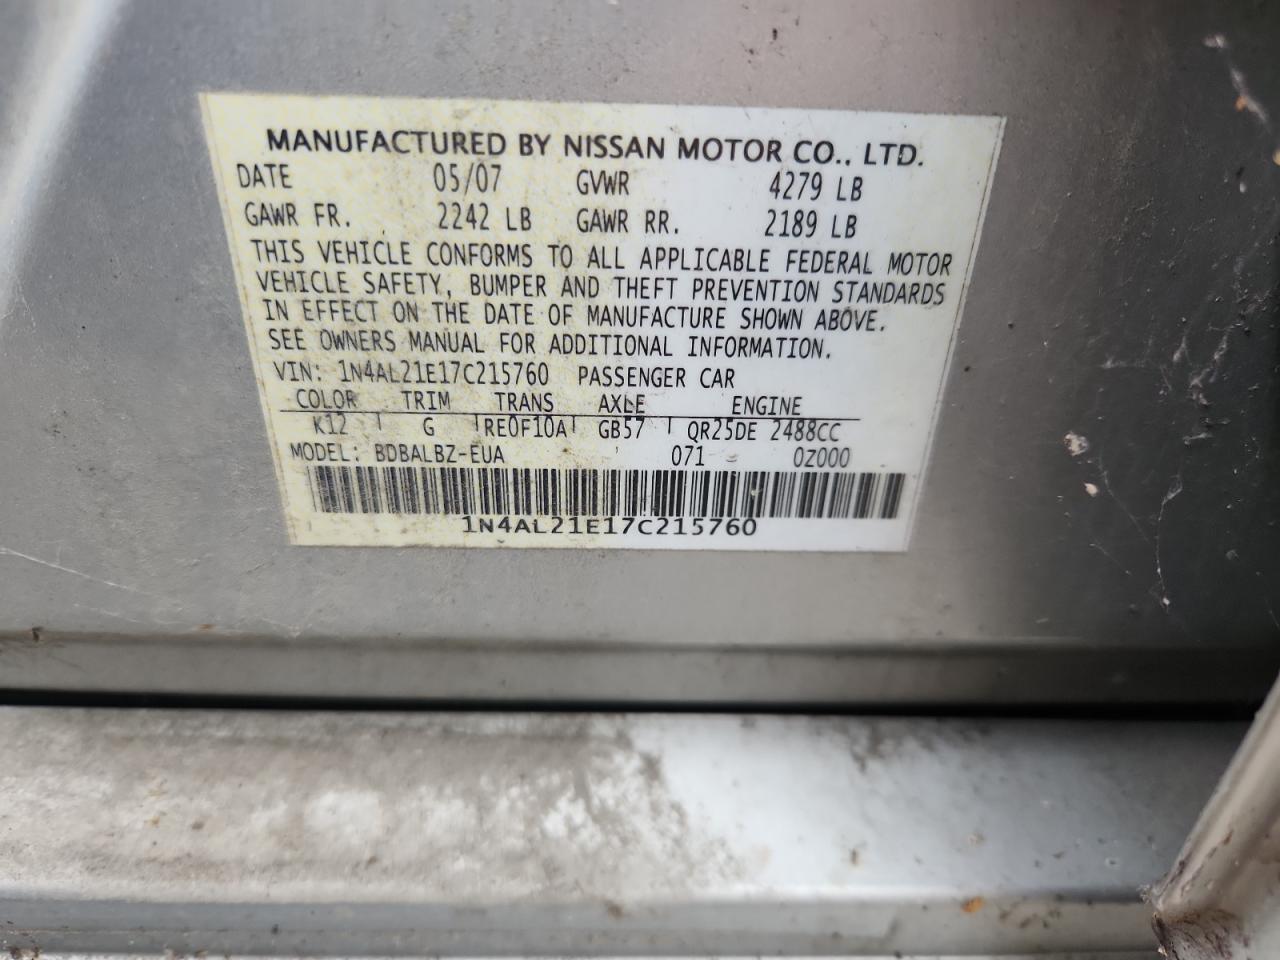 MANUFACTURED BY NISSAN MOTOR CO., LTD.
DATE 05/07 GVWR 4279 LB
GAWR FR. 2242 LB GAWR RR. 2189 LB
THIS VEHICLE CONFORMS TO ALL APPLICABLE FEDERAL MOTOR
VEHICLE SAFETY, BUMPER AND THEFT PREVENTION STANDARDS
IN EFFECT ON THE DATE OF MANUFACTURE SHOWN ABOVE.
SEE OWNERS MANUAL FOR ADDITIONAL INFORMATION.
VIN: 1N4AL21E17C215760 PASSENGER CAR
COLOR TRIM TRANS AXLE ENGINE
K12 G RE0F10A GB57 QR25DE 2488CC
MODEL: BDBALBZ-EUA 071 0Z000
1N4AL21E17C215760